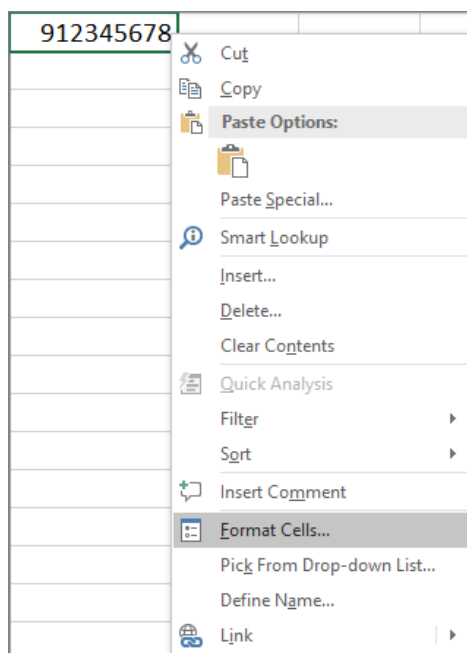 912345678
Cut
Copy
Paste Options:
Paste Special...
Smart Lookup
Insert...
Delete...
Clear Contents
Quick Analysis
Filter
Sort
Insert Comment
Format Cells...
Pick From Drop-down List...
Define Name...
Link